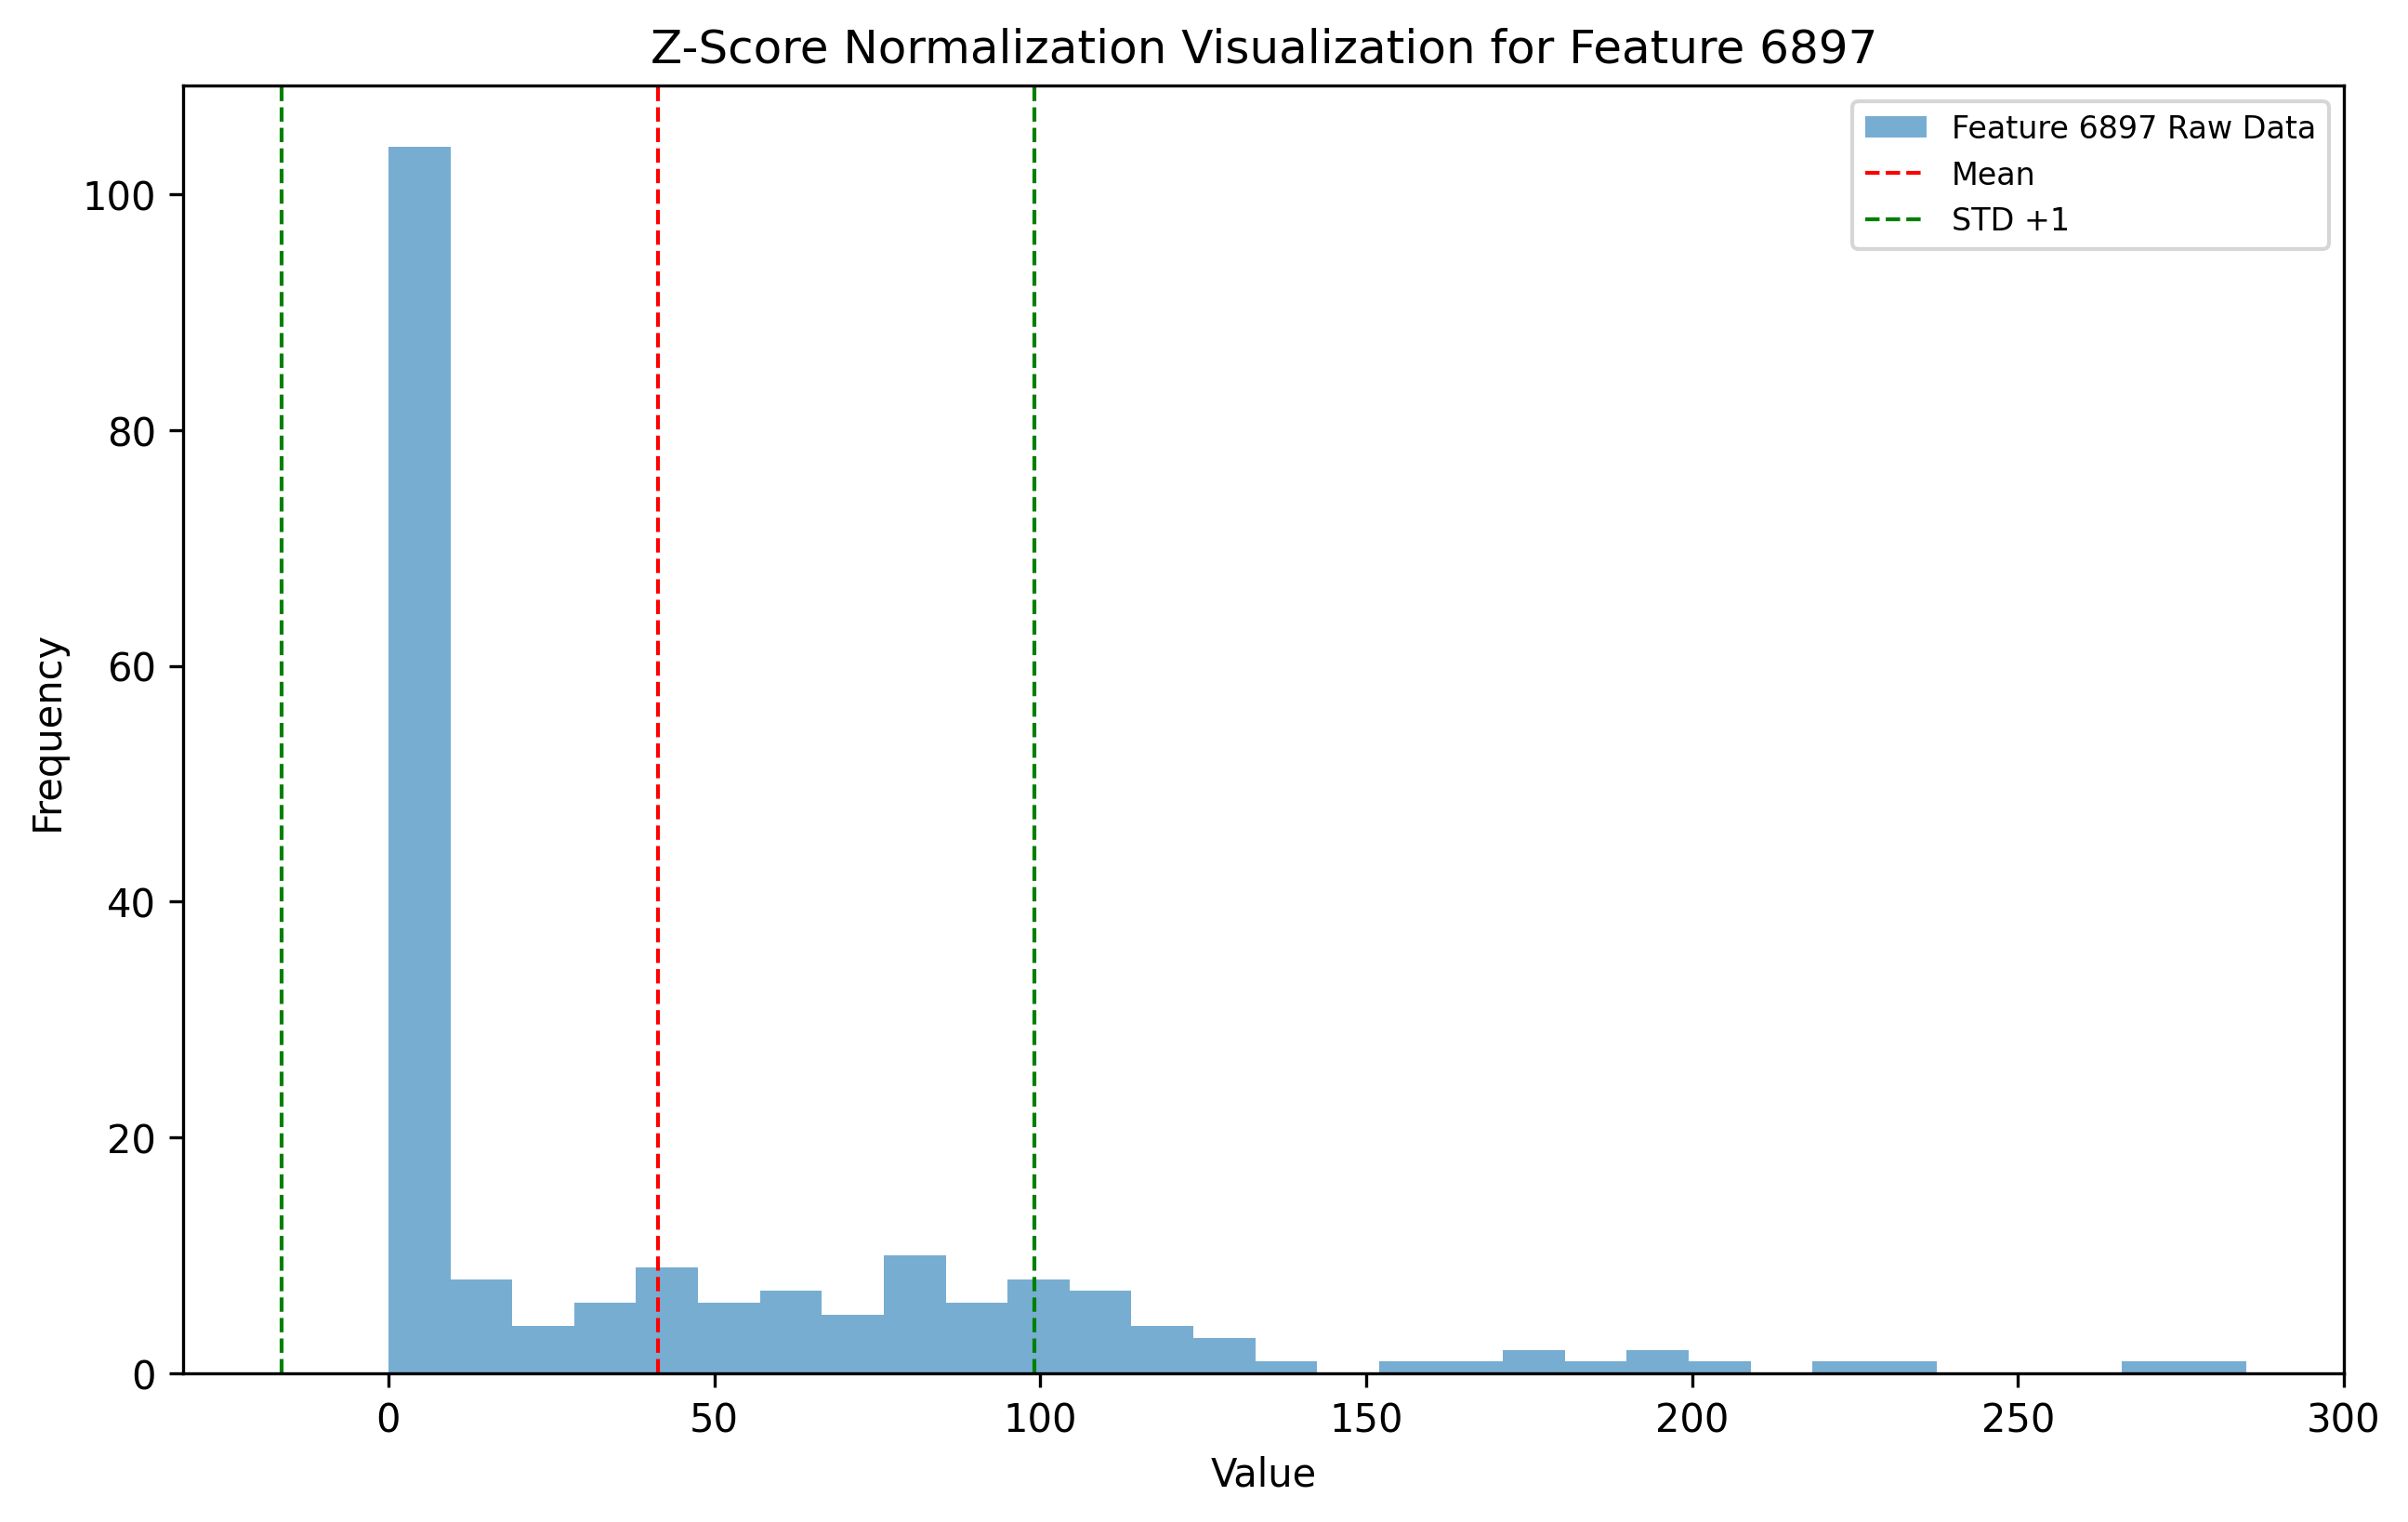 Z-Score Normalization Visualization for Feature 6897
Feature 6897 Raw Data
Mean
STD +1
100
80
60
40
20
0
Frequency
0 50 100 150 200 250 300
Value